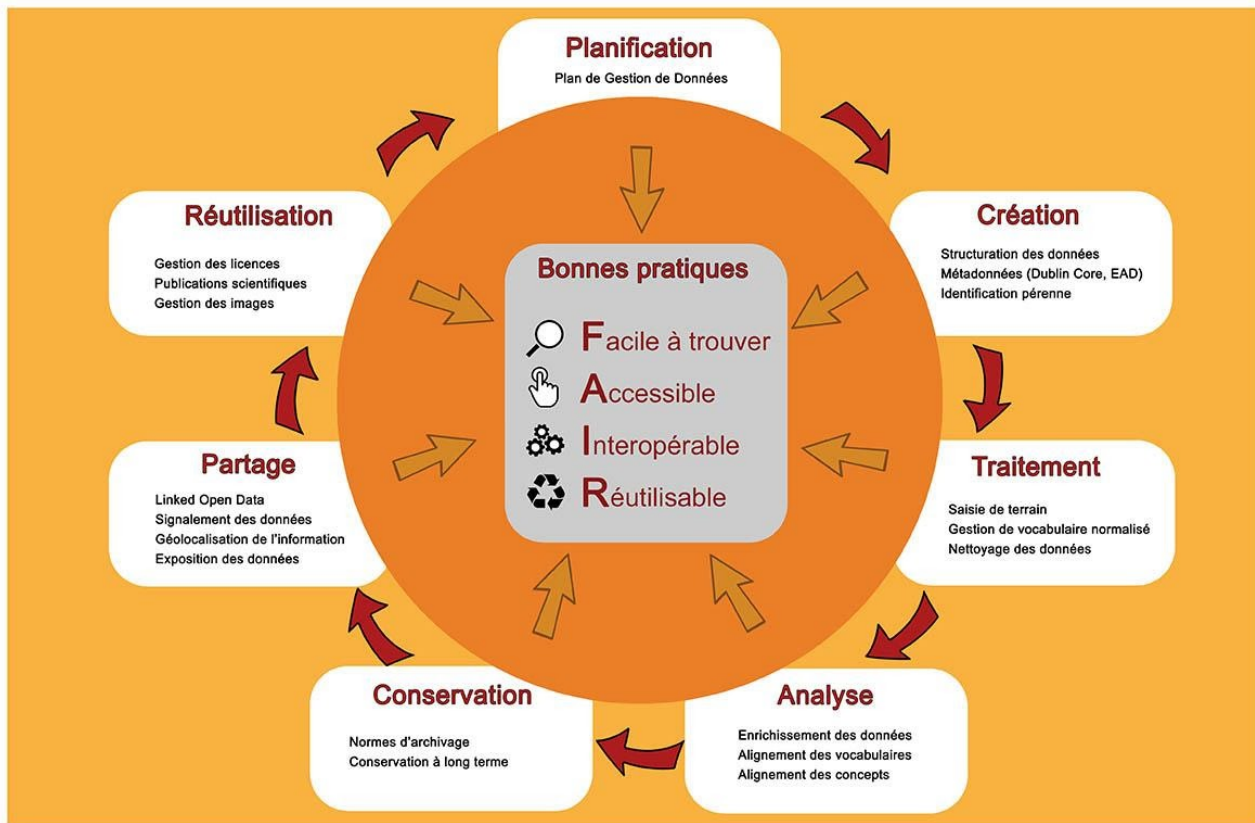 Planification
Plan de Gestion de Données
Création
Structuration des données
Métadonnées (Dublin Core, EAD)
Identification pérenne
Traitement
Saisie de terrain
Gestion de vocabulaire normalisé
Nettoyage des données
Analyse
Enrichissement des données
Alignement des vocabulaires
Alignement des concepts
Conservation
Normes d'archivage
Conservation à long terme
Partage
Linked Open Data
Signalement des données
Géolocalisation de l'information
Exposition des données
Réutilisation
Gestion des licences
Publications scientifiques
Gestion des images
Bonnes pratiques
Facile à trouver
Accessible
Interopérable
Réutilisable